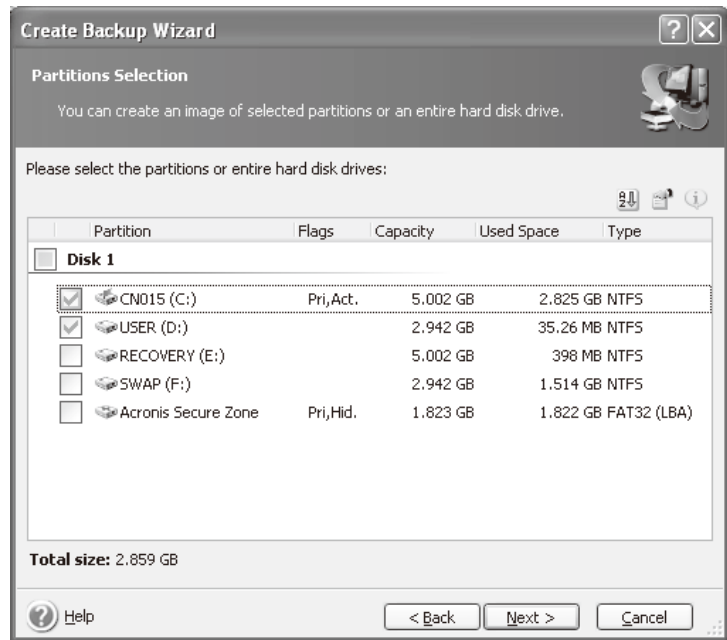 Create Backup Wizard
Partitions Selection
You can create an image of selected partitions or an entire hard disk drive.
Please select the partitions or entire hard disk drives:
Partition Flags Capacity Used Space Type
Disk 1
CN015 (C:) Pri,Act. 5.002 GB 2.825 GB NTFS
USER (D:) 2.942 GB 35.26 MB NTFS
RECOVERY (E:) 5.002 GB 398 MB NTFS
SWAP (F:) 2.942 GB 1.514 GB NTFS
Acronis Secure Zone Pri,Hid. 1.823 GB 1.822 GB FAT32 (LBA)
Total size: 2.859 GB
Help < Back Next > Cancel